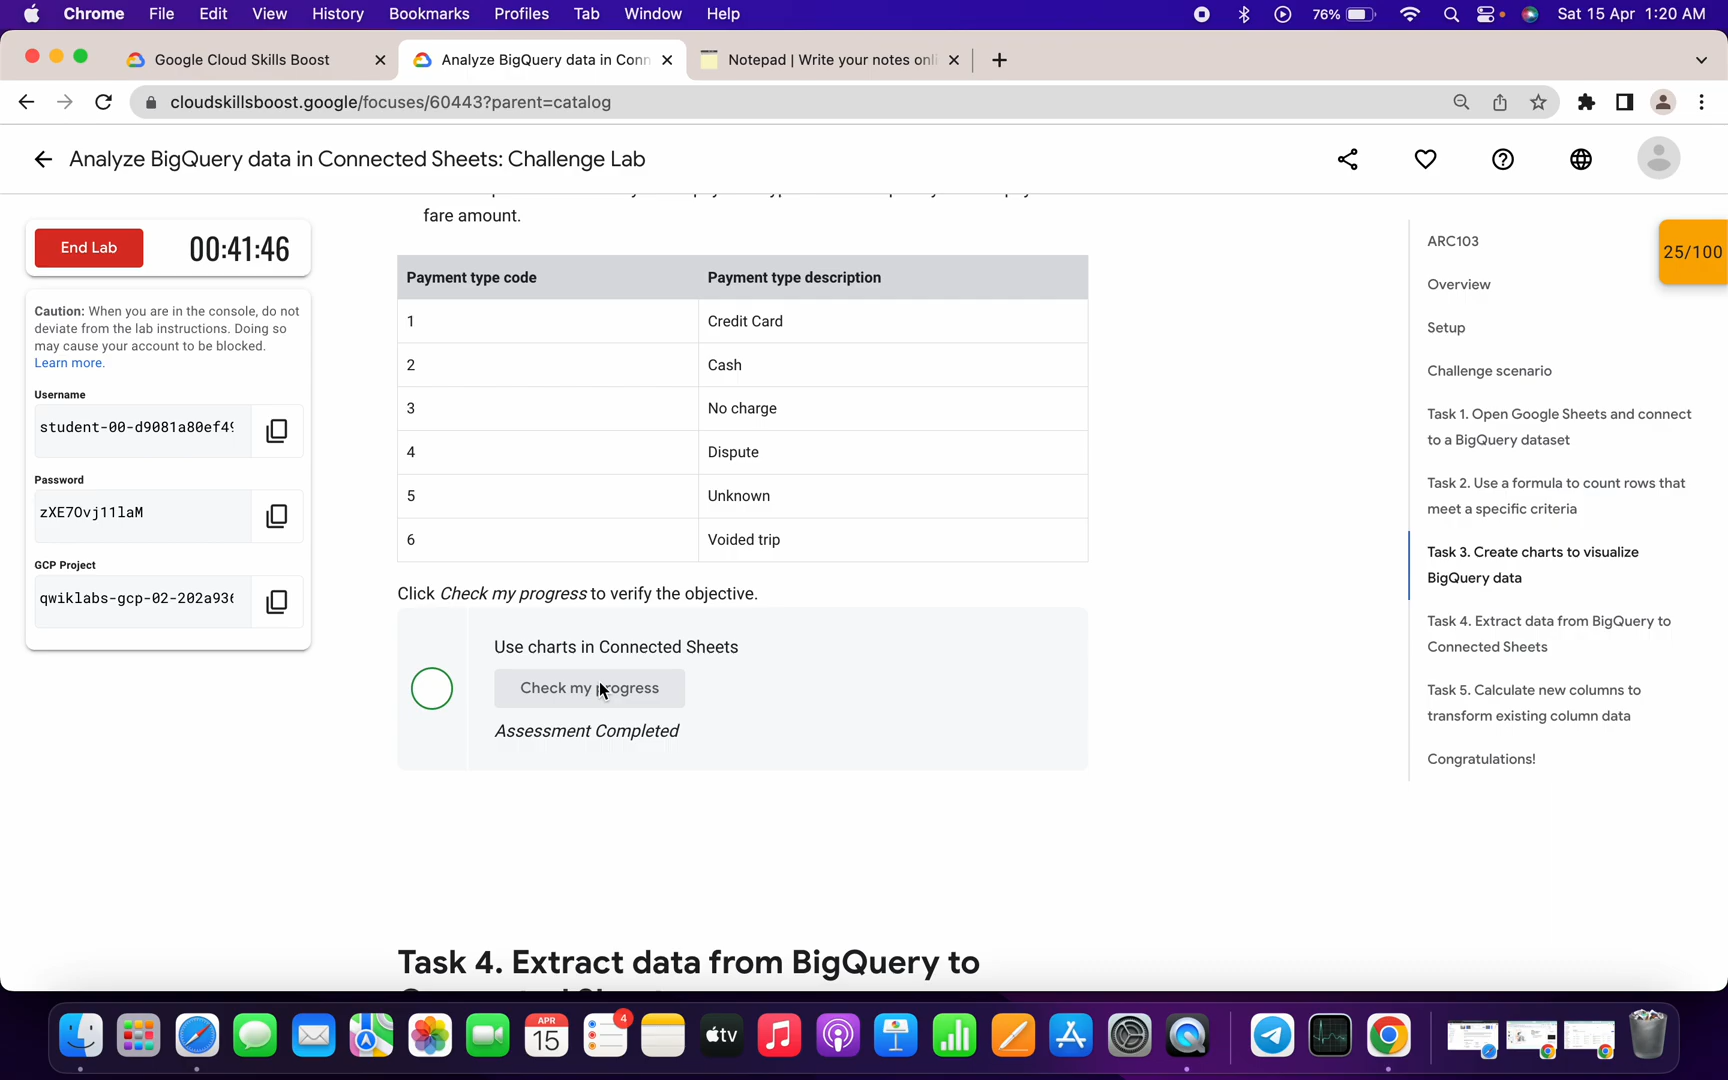 Chrome File Edit View History Bookmarks Profiles Tab Window Help 76% Sat 15 Apr 1:20 AM
Google Cloud Skills Boost Analyze BigQuery data in Conn Notepad | Write your notes onli
cloudskillsboost.google/focuses/60443?parent=catalog
Analyze BigQuery data in Connected Sheets: Challenge Lab
End Lab 00:41:46
Caution: When you are in the console, do not
deviate from the lab instructions. Doing so
may cause your account to be blocked.
Learn more.
Username
student-00-d9081a80ef49
Password
zXE7Ovj11laM
GCP Project
qwiklabs-gcp-02-202a936
fare amount.
Payment type code Payment type description
1 Credit Card
2 Cash
3 No charge
4 Dispute
5 Unknown
6 Voided trip
Click Check my progress to verify the objective.
Use charts in Connected Sheets
Check my progress
Assessment Completed
Task 4. Extract data from BigQuery to
ARC103
Overview
Setup
Challenge scenario
Task 1. Open Google Sheets and connect
to a BigQuery dataset
Task 2. Use a formula to count rows that
meet a specific criteria
Task 3. Create charts to visualize
BigQuery data
Task 4. Extract data from BigQuery to
Connected Sheets
Task 5. Calculate new columns to
transform existing column data
Congratulations!
25/100
APR
15
4
tv